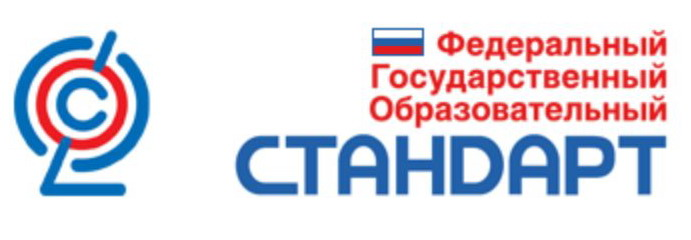 С
Федеральный
Государственный
Образовательный
СТАНДАРТ